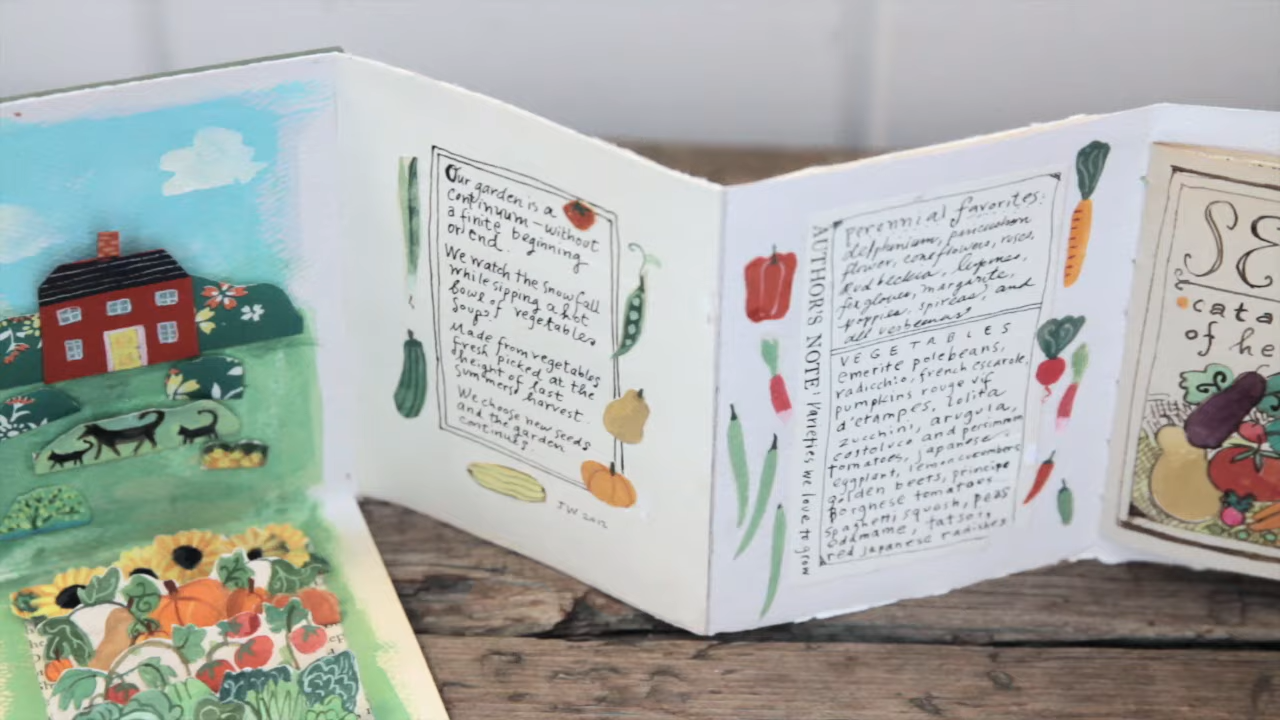 Our garden is a
continuum — without
a finite beginning
or end.
We watch the snow fall
while sipping a hot
bowl of vegetable
soup.
Made from vegetables
fresh picked at the
height of last
summers harvest.
We choose new seeds
and the garden
continues.
JW 2012
AUTHOR'S NOTE: Varieties we love to grow
perennial favorites:
delphinium,
flower, coneflowers, roses,
Rudbeckia, lupines,
foxgloves, margarite,
poppies, spireas, and
all verbenas!
VEGETABLES
emerite polebeans,
radicchio, french escarole,
pumpkins rouge vif
d'etampes, lolita
zucchini, arugula,
costoluto and persimmon
tomatoes, japanese
eggplant, lemon cucumbers
golden beets, principe
borgnese tomatoes
spaghetti squash, peas
edamame, tatsoi,
red japanese radishes
SE
cata
of he